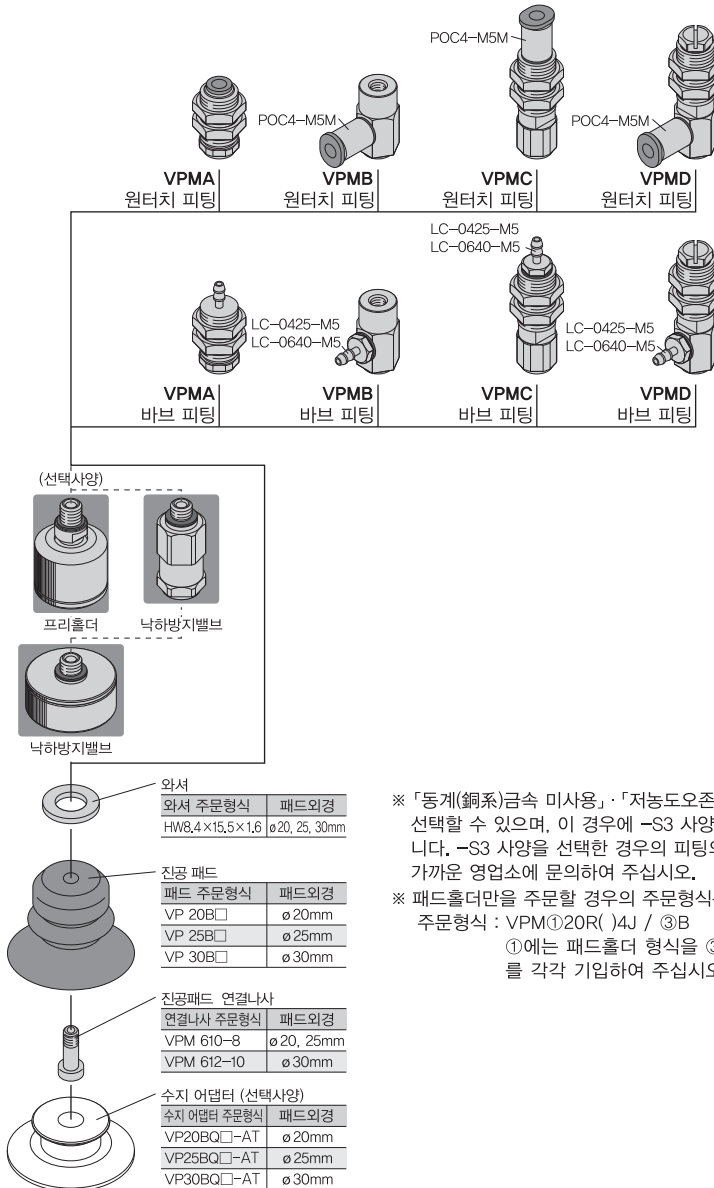 POC4-M5M
POC4-M5M
POC4-M5M
VPMA
원터치 피팅
VPMB
원터치 피팅
VPMC
원터치 피팅
VPMD
원터치 피팅
LC-0425-M5
LC-0640-M5
LC-0425-M5
LC-0640-M5
LC-0425-M5
LC-0640-M5
VPMA
바브 피팅
VPMB
바브 피팅
VPMC
바브 피팅
VPMD
바브 피팅
(선택사양)
프리홀더
낙하방지밸브
낙하방지밸브
와셔
와셔 주문형식 패드외경
HW8.4×15.5×1.6 ø20, 25, 30mm
진공 패드
패드 주문형식 패드외경
VP 20B□ ø20mm
VP 25B□ ø25mm
VP 30B□ ø30mm
진공패드 연결나사
연결나사 주문형식 패드외경
VPM 610-8 ø20, 25mm
VPM 612-10 ø30mm
수지 어댑터 (선택사양)
수지 어댑터 주문형식 패드외경
VP20BQ□-AT ø20mm
VP25BQ□-AT ø25mm
VP30BQ□-AT ø30mm
※ 「동계(銅系)금속 미사용」·「저농도오존
선택할 수 있으며, 이 경우에 -S3 사양
니다. -S3 사양을 선택한 경우의 피팅의
가까운 영업소에 문의하여 주십시오.
※ 패드홀더만을 주문할 경우의 주문형식
주문형식 : VPM①20R( )4J / ③B
①에는 패드홀더 형식을 ③
를 각각 기입하여 주십시오